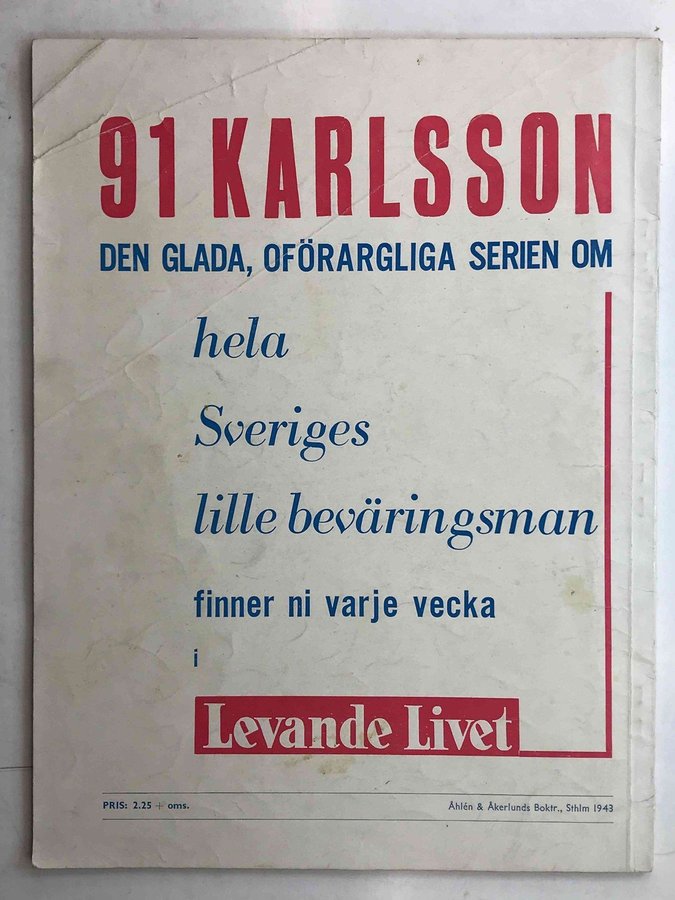 91 KARLSSON
DEN GLADA, OFÖRARGLIGA SERIEN OM
hela
Sveriges
lille beväringsman
finner ni varje vecka
i
Levande Livet
PRIS: 2.25 + oms.
Åhlén & Åkerlunds Boktr., Sthlm 1943